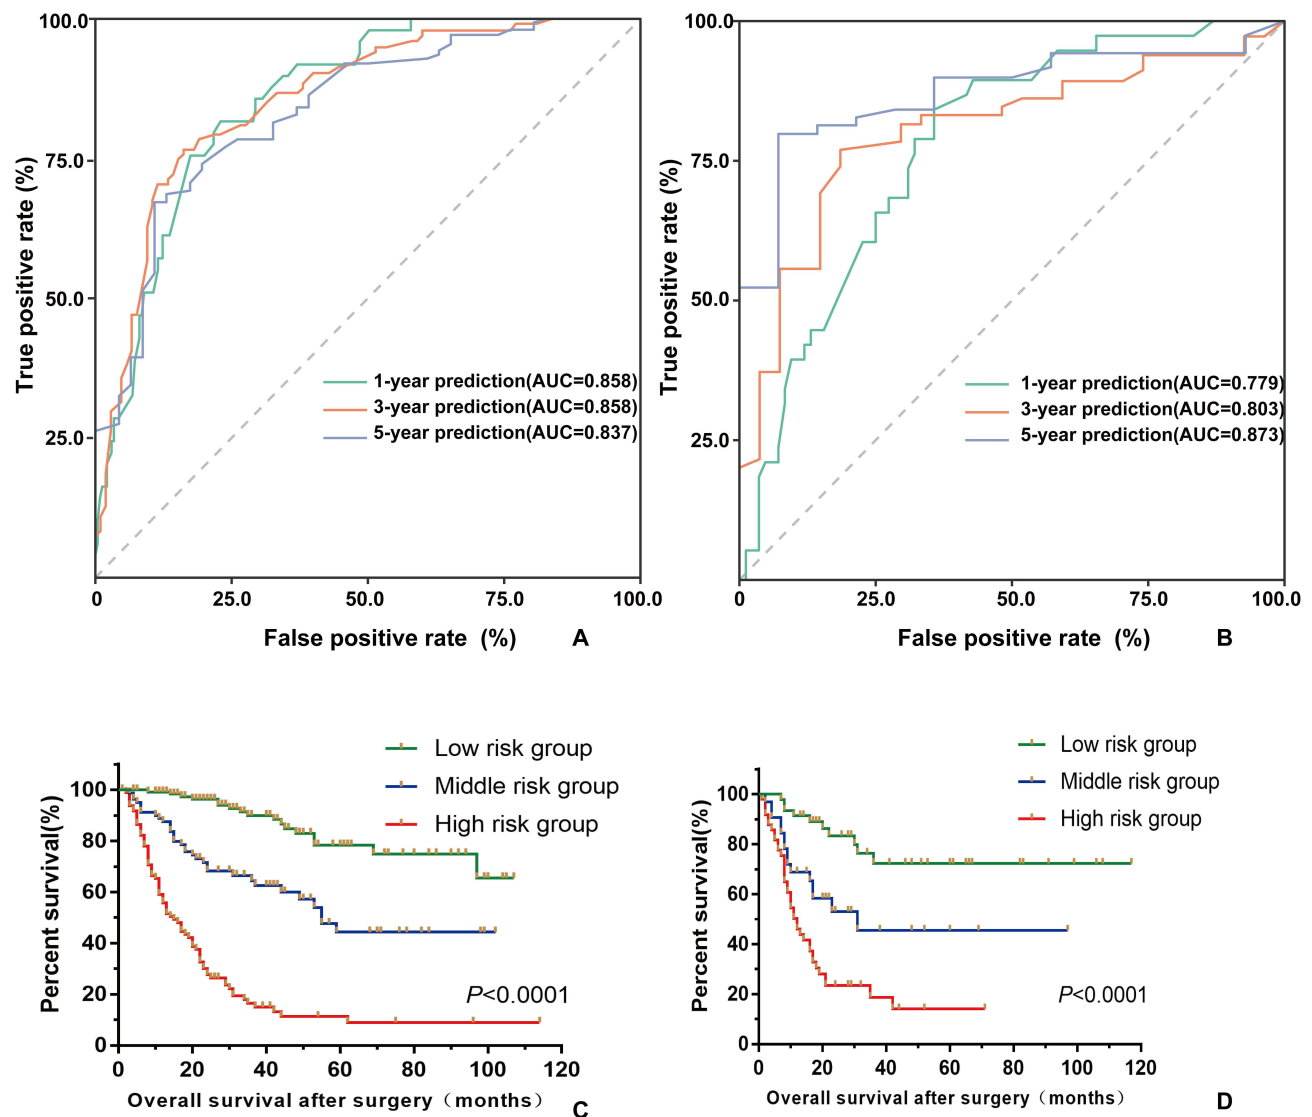 100.0
75.0
50.0
25.0
True positive rate (%)
1-year prediction(AUC=0.858)
3-year prediction(AUC=0.858)
5-year prediction(AUC=0.837)
0 25.0 50.0 75.0 100.0
False positive rate (%) A
100.0
75.0
50.0
25.0
True positive rate (%)
1-year prediction(AUC=0.779)
3-year prediction(AUC=0.803)
5-year prediction(AUC=0.873)
0 25.0 50.0 75.0 100.0
False positive rate (%) B
Low risk group
Middle risk group
High risk group
100
80
60
40
20
0
Percent survival(%)
P<0.0001
0 20 40 60 80 100 120
Overall survival after surgery（months） C
Low risk group
Middle risk group
High risk group
100
80
60
40
20
0
Percent survival(%)
P<0.0001
0 20 40 60 80 100 120
Overall survival after surgery（months） D